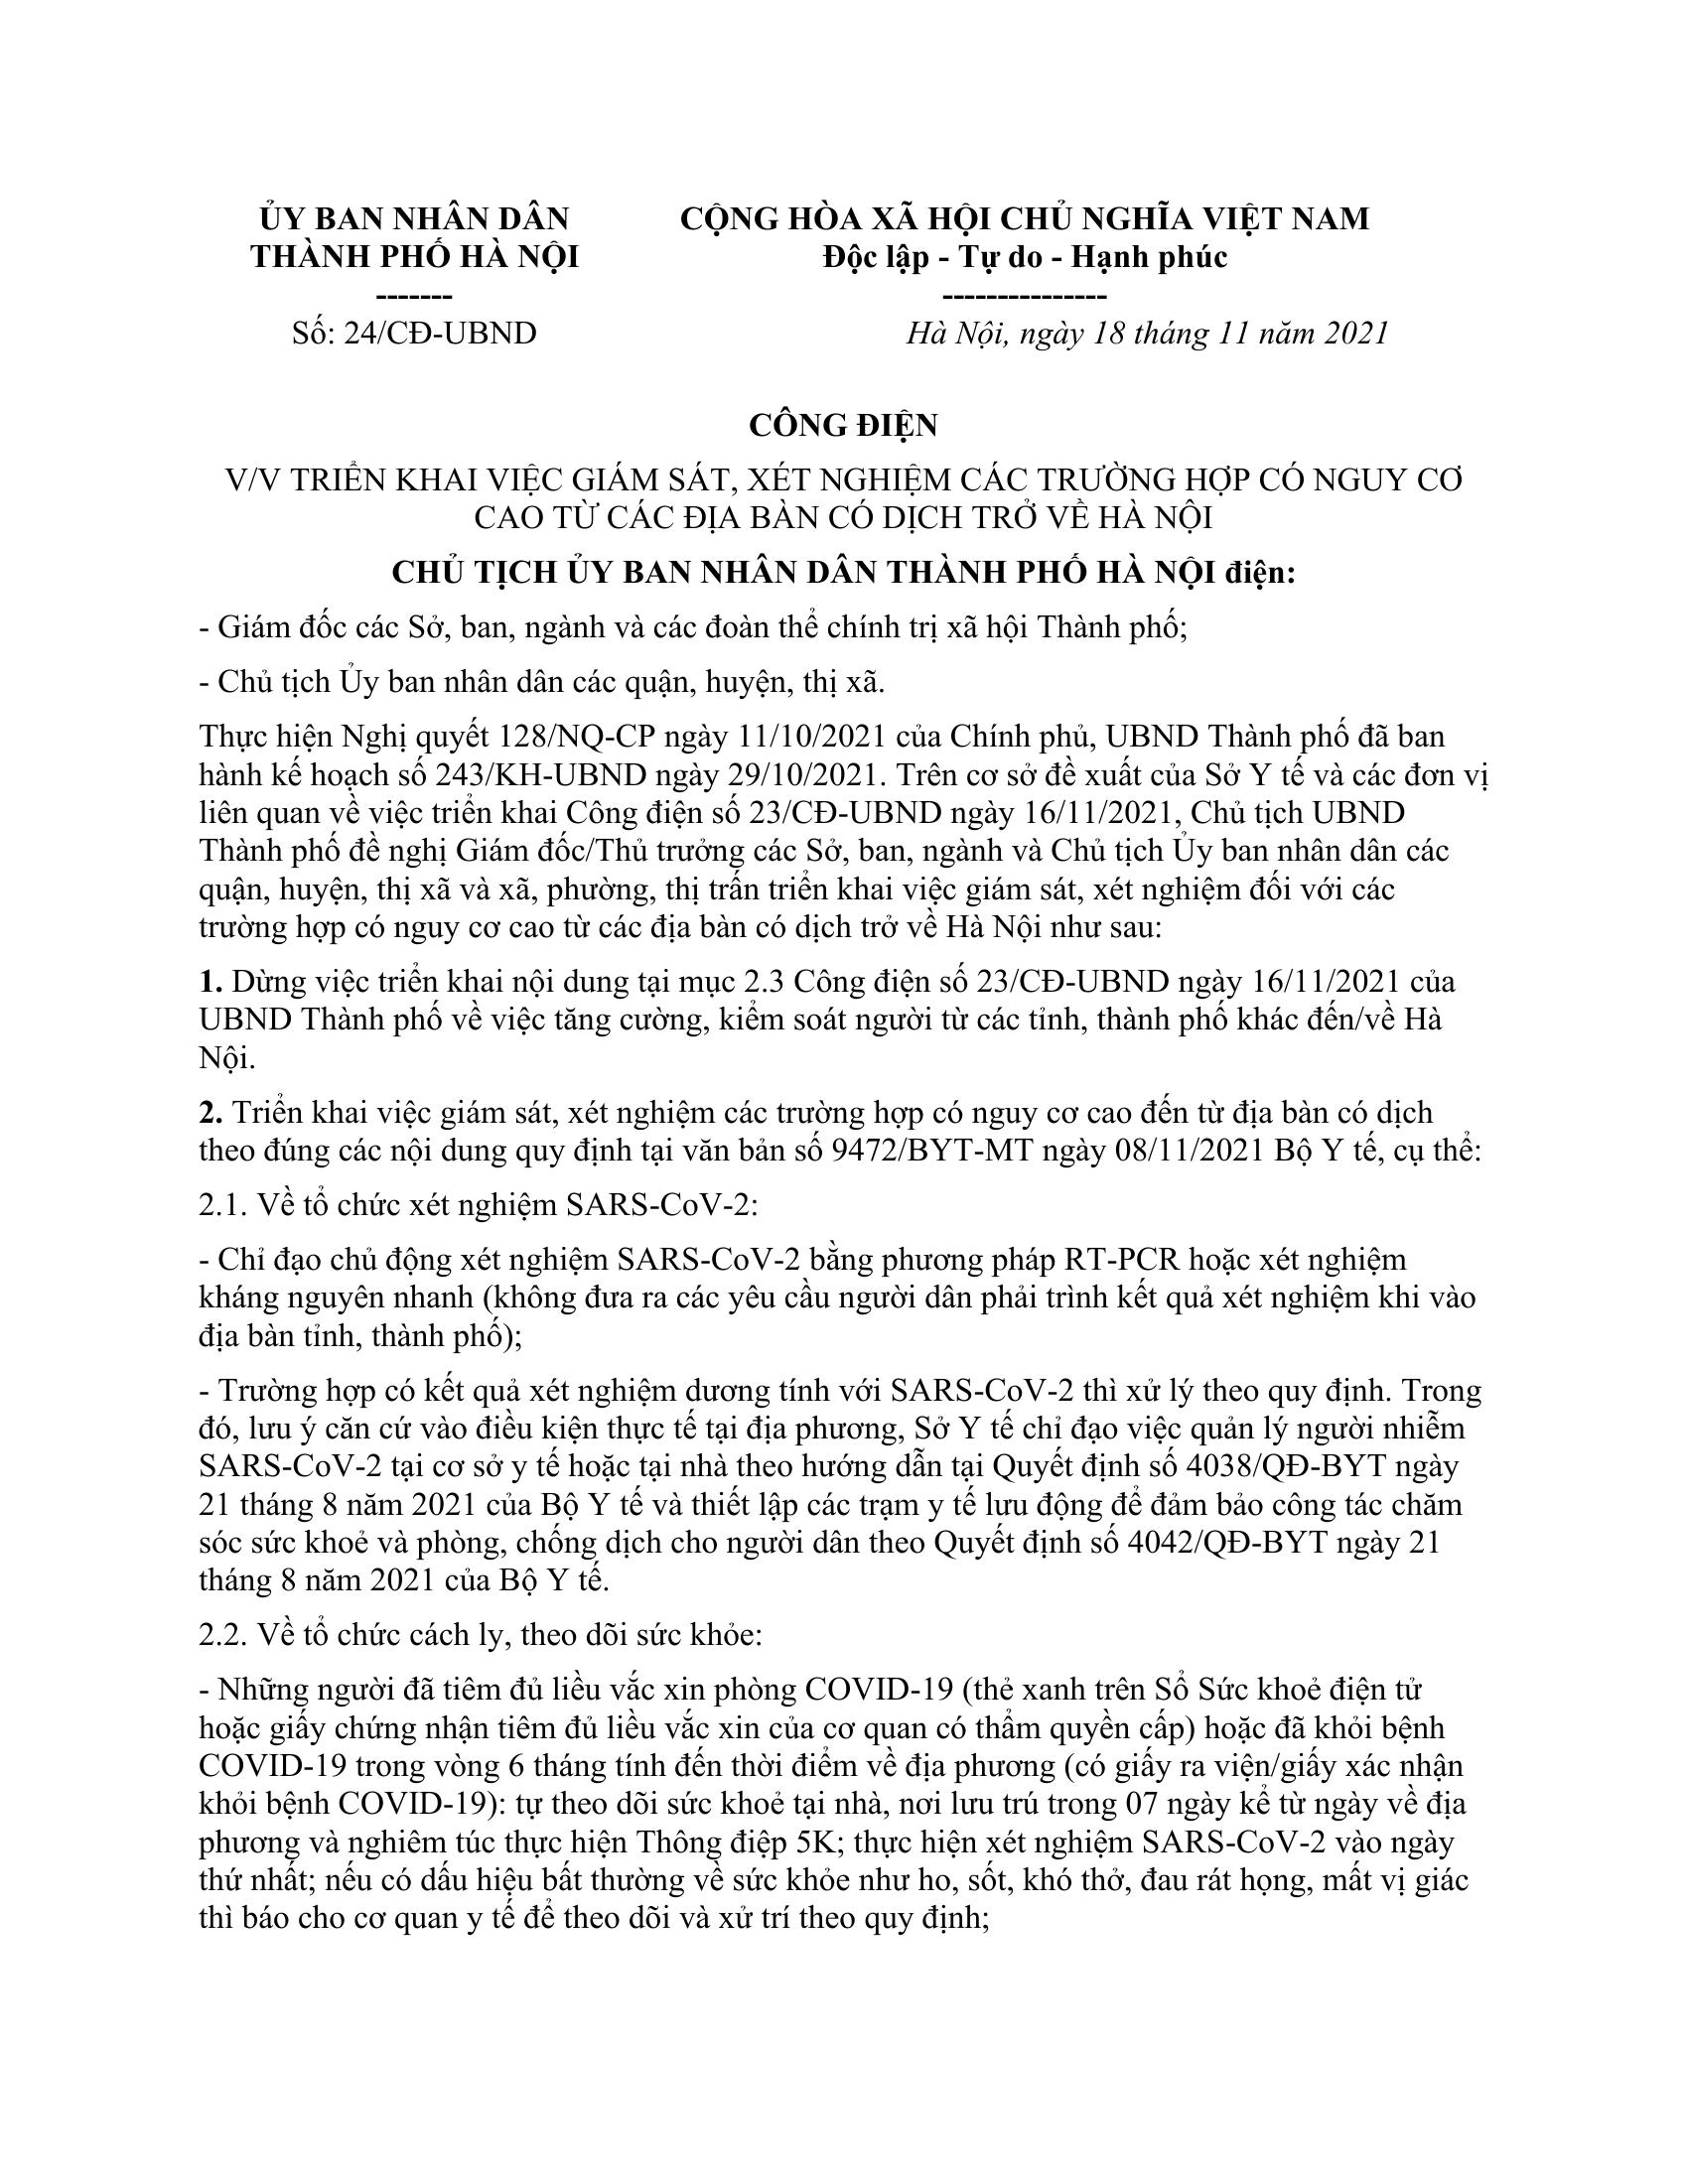 ỦY BAN NHÂN DÂN
THÀNH PHỐ HÀ NỘI
-------
Số: 24/CĐ-UBND
CỘNG HÒA XÃ HỘI CHỦ NGHĨA VIỆT NAM
Độc lập - Tự do - Hạnh phúc
---------------
Hà Nội, ngày 18 tháng 11 năm 2021
CÔNG ĐIỆN
V/V TRIỂN KHAI VIỆC GIÁM SÁT, XÉT NGHIỆM CÁC TRƯỜNG HỢP CÓ NGUY CƠ
CAO TỪ CÁC ĐỊA BÀN CÓ DỊCH TRỞ VỀ HÀ NỘI
CHỦ TỊCH ỦY BAN NHÂN DÂN THÀNH PHỐ HÀ NỘI điện:
- Giám đốc các Sở, ban, ngành và các đoàn thể chính trị xã hội Thành phố;
- Chủ tịch Ủy ban nhân dân các quận, huyện, thị xã.
Thực hiện Nghị quyết 128/NQ-CP ngày 11/10/2021 của Chính phủ, UBND Thành phố đã ban
hành kế hoạch số 243/KH-UBND ngày 29/10/2021. Trên cơ sở đề xuất của Sở Y tế và các đơn vị
liên quan về việc triển khai Công điện số 23/CĐ-UBND ngày 16/11/2021, Chủ tịch UBND
Thành phố đề nghị Giám đốc/Thủ trưởng các Sở, ban, ngành và Chủ tịch Ủy ban nhân dân các
quận, huyện, thị xã và xã, phường, thị trấn triển khai việc giám sát, xét nghiệm đối với các
trường hợp có nguy cơ cao từ các địa bàn có dịch trở về Hà Nội như sau:
1. Dừng việc triển khai nội dung tại mục 2.3 Công điện số 23/CĐ-UBND ngày 16/11/2021 của
UBND Thành phố về việc tăng cường, kiểm soát người từ các tỉnh, thành phố khác đến/về Hà
Nội.
2. Triển khai việc giám sát, xét nghiệm các trường hợp có nguy cơ cao đến từ địa bàn có dịch
theo đúng các nội dung quy định tại văn bản số 9472/BYT-MT ngày 08/11/2021 Bộ Y tế, cụ thể:
2.1. Về tổ chức xét nghiệm SARS-CoV-2:
- Chỉ đạo chủ động xét nghiệm SARS-CoV-2 bằng phương pháp RT-PCR hoặc xét nghiệm
kháng nguyên nhanh (không đưa ra các yêu cầu người dân phải trình kết quả xét nghiệm khi vào
địa bàn tỉnh, thành phố);
- Trường hợp có kết quả xét nghiệm dương tính với SARS-CoV-2 thì xử lý theo quy định. Trong
đó, lưu ý căn cứ vào điều kiện thực tế tại địa phương, Sở Y tế chỉ đạo việc quản lý người nhiễm
SARS-CoV-2 tại cơ sở y tế hoặc tại nhà theo hướng dẫn tại Quyết định số 4038/QĐ-BYT ngày
21 tháng 8 năm 2021 của Bộ Y tế và thiết lập các trạm y tế lưu động để đảm bảo công tác chăm
sóc sức khoẻ và phòng, chống dịch cho người dân theo Quyết định số 4042/QĐ-BYT ngày 21
tháng 8 năm 2021 của Bộ Y tế.
2.2. Về tổ chức cách ly, theo dõi sức khỏe:
- Những người đã tiêm đủ liều vắc xin phòng COVID-19 (thẻ xanh trên Sổ Sức khoẻ điện tử
hoặc giấy chứng nhận tiêm đủ liều vắc xin của cơ quan có thẩm quyền cấp) hoặc đã khỏi bệnh
COVID-19 trong vòng 6 tháng tính đến thời điểm về địa phương (có giấy ra viện/giấy xác nhận
khỏi bệnh COVID-19): tự theo dõi sức khoẻ tại nhà, nơi lưu trú trong 07 ngày kể từ ngày về địa
phương và nghiêm túc thực hiện Thông điệp 5K; thực hiện xét nghiệm SARS-CoV-2 vào ngày
thứ nhất; nếu có dấu hiệu bất thường về sức khỏe như ho, sốt, khó thở, đau rát họng, mất vị giác
thì báo cho cơ quan y tế để theo dõi và xử trí theo quy định;